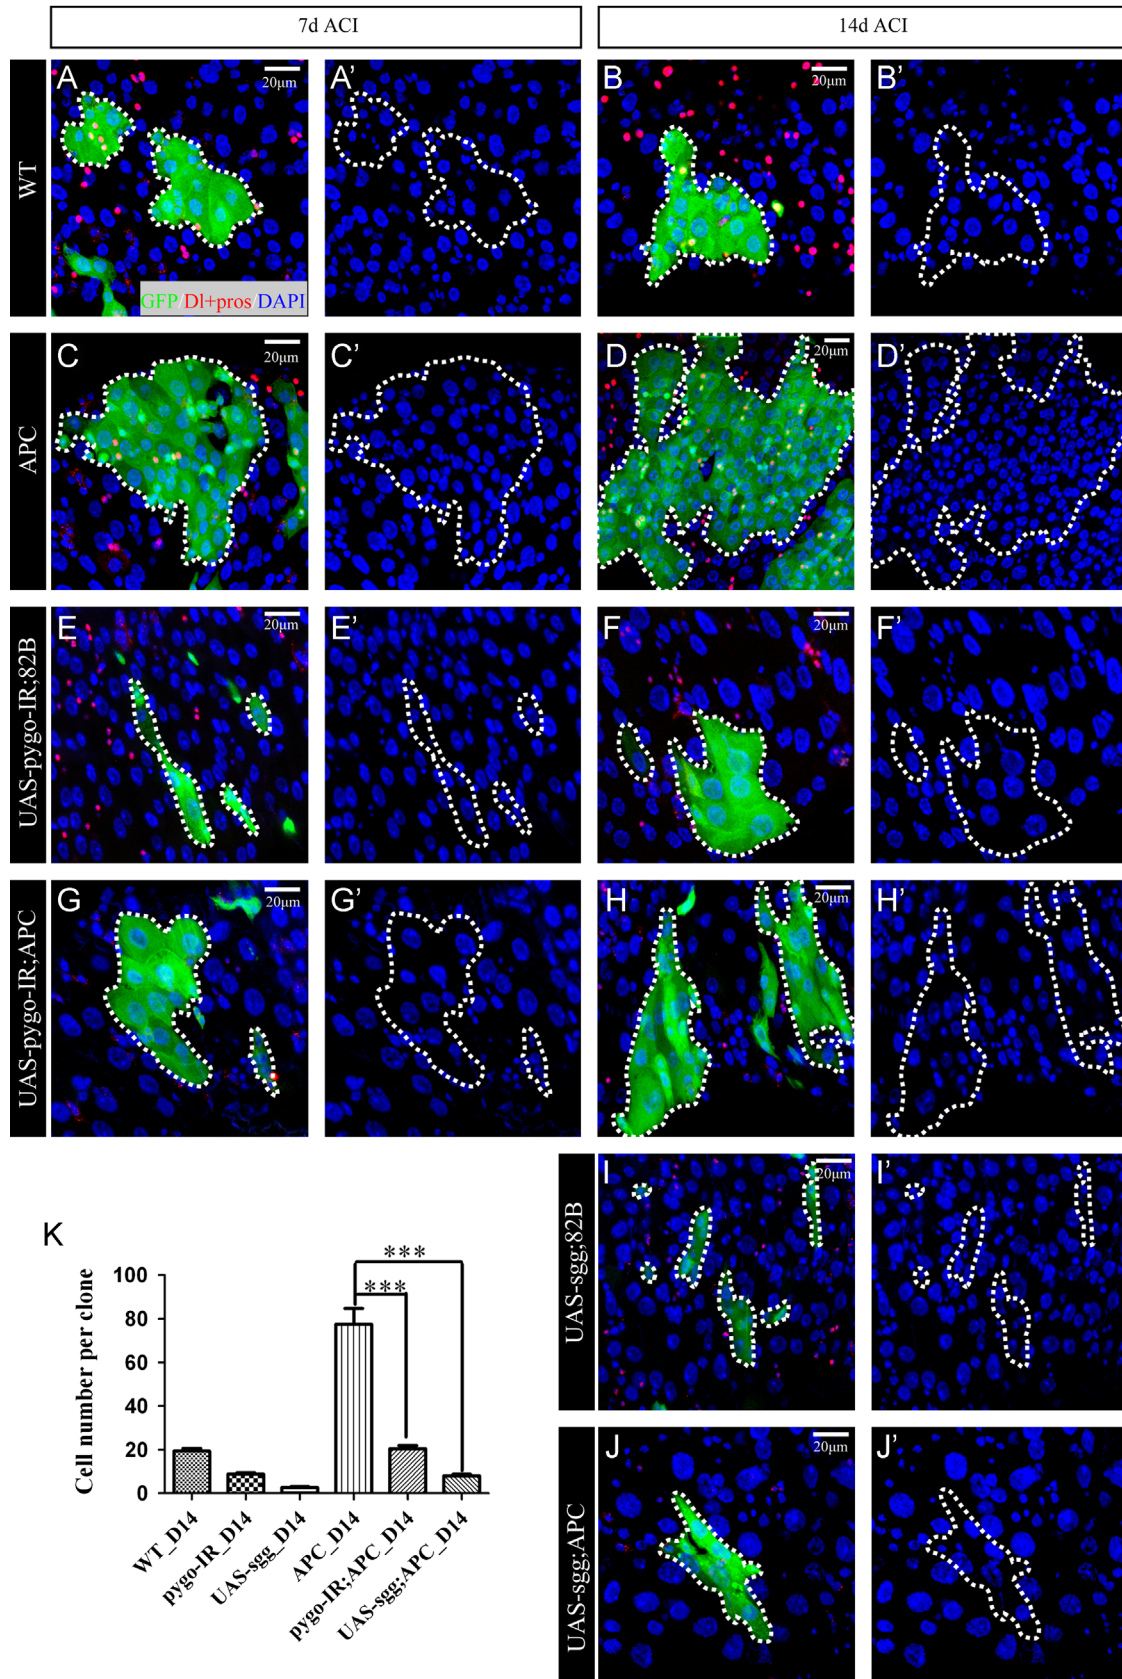 7d ACI
14d ACI
WT
A
20μm
A'
B
20μm
B'
GFP/Dl+pros/DAPI
APC
C
20μm
C'
D
20μm
D'
UAS-pygo-IR;82B
E
20μm
E'
F
20μm
F'
UAS-pygo-IR;APC
G
20μm
G'
H
20μm
H'
UAS-sgg;82B
I
20μm
I'
UAS-sgg;APC
J
20μm
J'
K
Cell number per clone
100
80
60
40
20
0
***
***
WT_D14
pygo-IR_D14
UAS-sgg_D14
APC_D14
pygo-IR;APC_D14
UAS-sgg;APC_D14